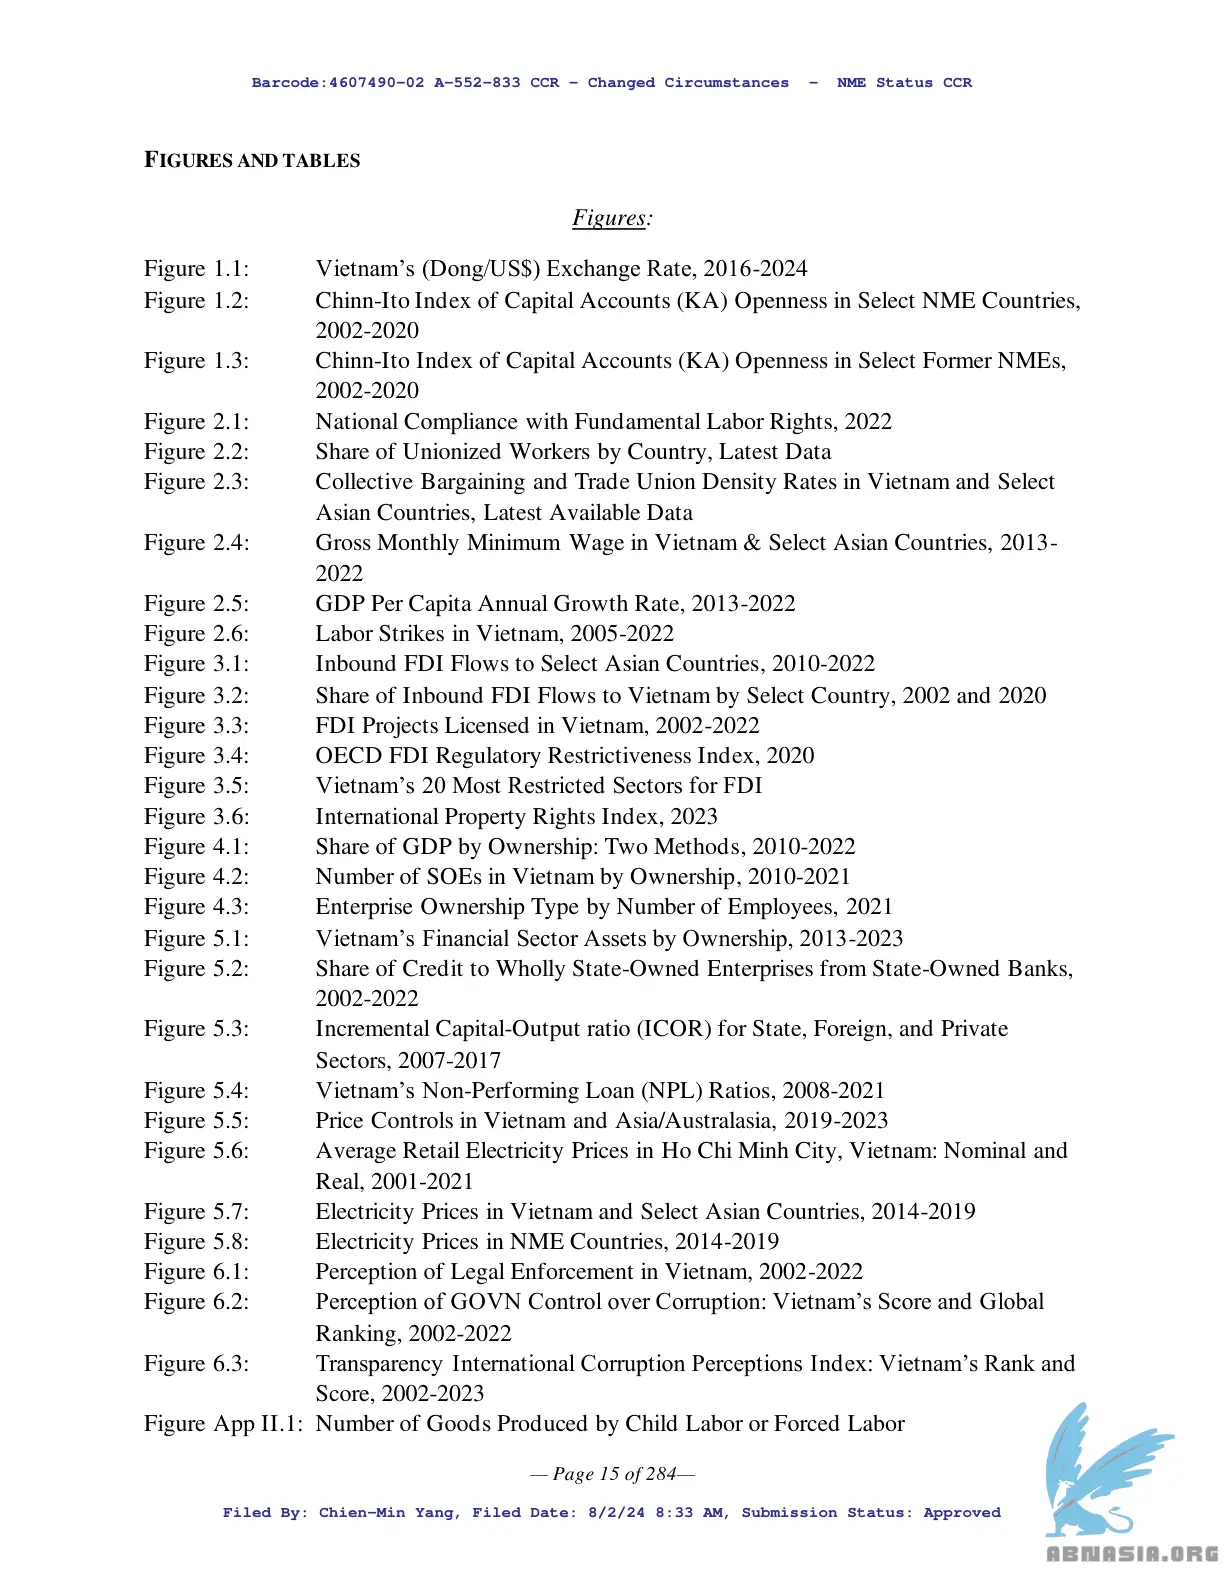 Barcode:4607490-02 A-552-833 CCR - Changed Circumstances - NME Status CCR
FIGURES AND TABLES
Figures:
Figure 1.1: Vietnam’s (Dong/US$) Exchange Rate, 2016-2024
Figure 1.2: Chinn-Ito Index of Capital Accounts (KA) Openness in Select NME Countries,
2002-2020
Figure 1.3: Chinn-Ito Index of Capital Accounts (KA) Openness in Select Former NMEs,
2002-2020
Figure 2.1: National Compliance with Fundamental Labor Rights, 2022
Figure 2.2: Share of Unionized Workers by Country, Latest Data
Figure 2.3: Collective Bargaining and Trade Union Density Rates in Vietnam and Select
Asian Countries, Latest Available Data
Figure 2.4: Gross Monthly Minimum Wage in Vietnam & Select Asian Countries, 2013-
2022
Figure 2.5: GDP Per Capita Annual Growth Rate, 2013-2022
Figure 2.6: Labor Strikes in Vietnam, 2005-2022
Figure 3.1: Inbound FDI Flows to Select Asian Countries, 2010-2022
Figure 3.2: Share of Inbound FDI Flows to Vietnam by Select Country, 2002 and 2020
Figure 3.3: FDI Projects Licensed in Vietnam, 2002-2022
Figure 3.4: OECD FDI Regulatory Restrictiveness Index, 2020
Figure 3.5: Vietnam’s 20 Most Restricted Sectors for FDI
Figure 3.6: International Property Rights Index, 2023
Figure 4.1: Share of GDP by Ownership: Two Methods, 2010-2022
Figure 4.2: Number of SOEs in Vietnam by Ownership, 2010-2021
Figure 4.3: Enterprise Ownership Type by Number of Employees, 2021
Figure 5.1: Vietnam’s Financial Sector Assets by Ownership, 2013-2023
Figure 5.2: Share of Credit to Wholly State-Owned Enterprises from State-Owned Banks,
2002-2022
Figure 5.3: Incremental Capital-Output ratio (ICOR) for State, Foreign, and Private
Sectors, 2007-2017
Figure 5.4: Vietnam’s Non-Performing Loan (NPL) Ratios, 2008-2021
Figure 5.5: Price Controls in Vietnam and Asia/Australasia, 2019-2023
Figure 5.6: Average Retail Electricity Prices in Ho Chi Minh City, Vietnam: Nominal and
Real, 2001-2021
Figure 5.7: Electricity Prices in Vietnam and Select Asian Countries, 2014-2019
Figure 5.8: Electricity Prices in NME Countries, 2014-2019
Figure 6.1: Perception of Legal Enforcement in Vietnam, 2002-2022
Figure 6.2: Perception of GOVN Control over Corruption: Vietnam’s Score and Global
Ranking, 2002-2022
Figure 6.3: Transparency International Corruption Perceptions Index: Vietnam’s Rank and
Score, 2002-2023
Figure App II.1: Number of Goods Produced by Child Labor or Forced Labor
— Page 15 of 284—
Filed By: Chien-Min Yang, Filed Date: 8/2/24 8:33 AM, Submission Status: Approved
ABNASIA.ORG